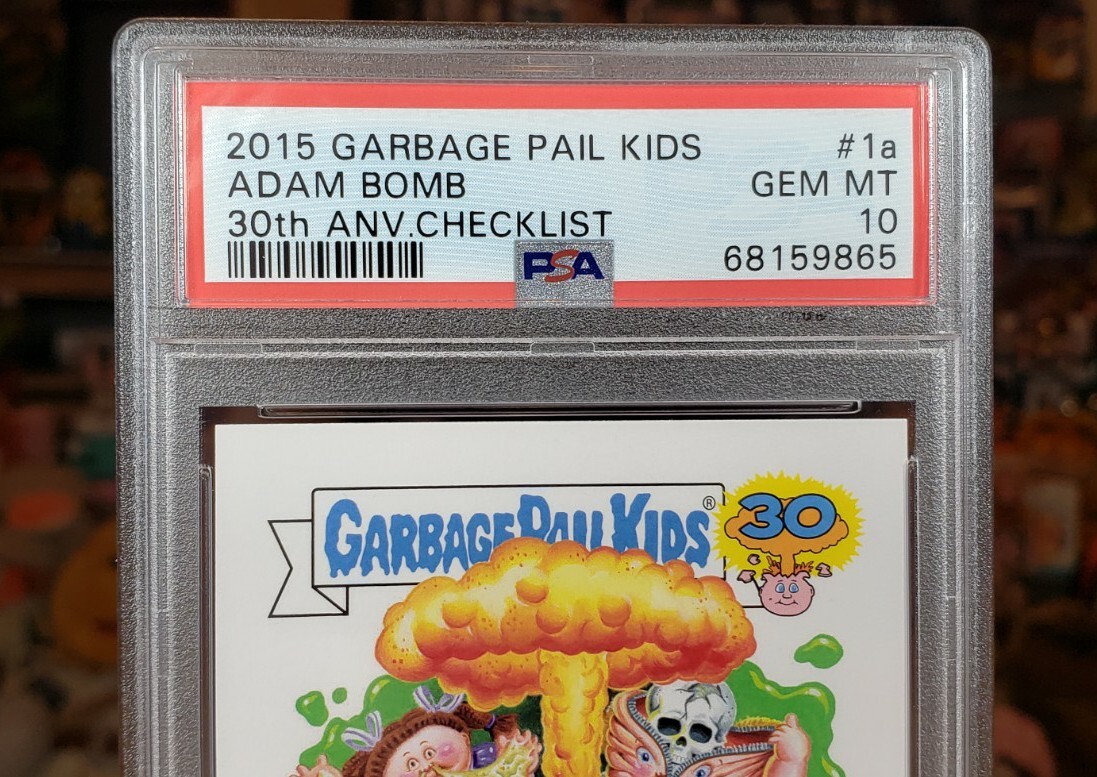 2015 GARBAGE PAIL KIDS #1a
ADAM BOMB GEM MT
30th ANV.CHECKLIST 10
PSA 68159865
GARBAGE PAIL KIDS ® 30